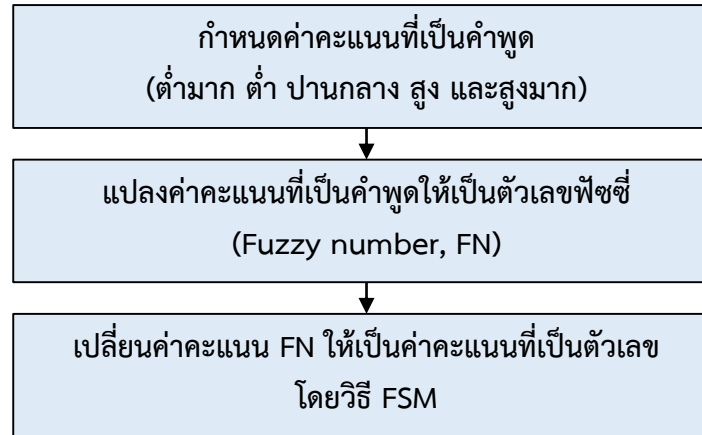 กำหนดค่าคะแนนที่เป็นคำพูด
(ต่ำมาก ต่ำ ปานกลาง สูง และสูงมาก)
แปลงค่าคะแนนที่เป็นคำพูดให้เป็นตัวเลขฟัซซี่
(Fuzzy number, FN)
เปลี่ยนค่าคะแนน FN ให้เป็นค่าคะแนนที่เป็นตัวเลข
โดยวิธี FSM